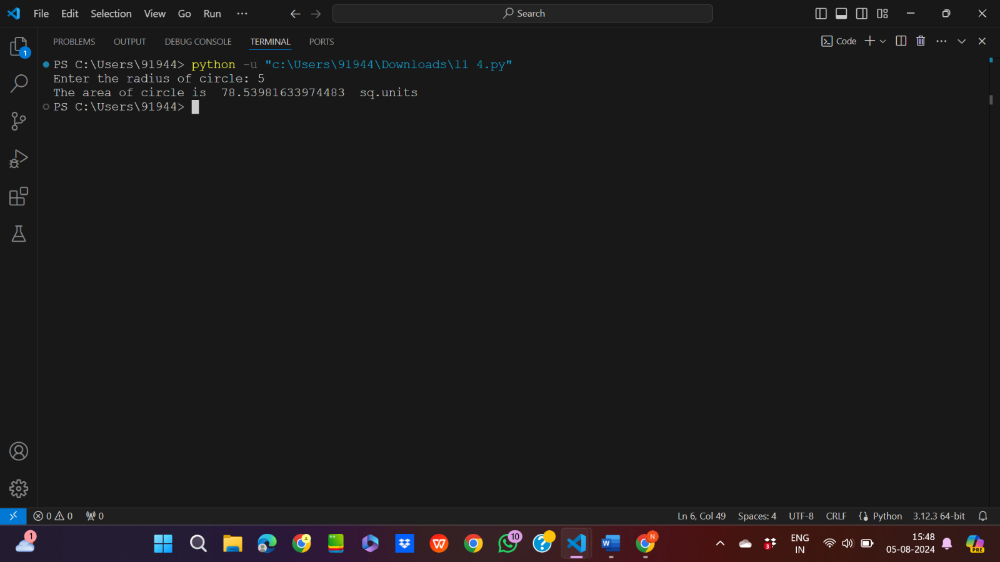 File Edit Selection View Go Run ···
Search
1
PROBLEMS OUTPUT DEBUG CONSOLE TERMINAL PORTS
Code
PS C:\Users\91944> python -u "c:\Users\91944\Downloads\l1 4.py"
Enter the radius of circle: 5
The area of circle is  78.53981633974483  sq.units
PS C:\Users\91944>
0 0 0
Ln 6, Col 49 Spaces: 4 UTF-8 CRLF Python 3.12.3 64-bit
1
W
10
?
W
N
3
ENG
IN
15:48
05-08-2024
PRE